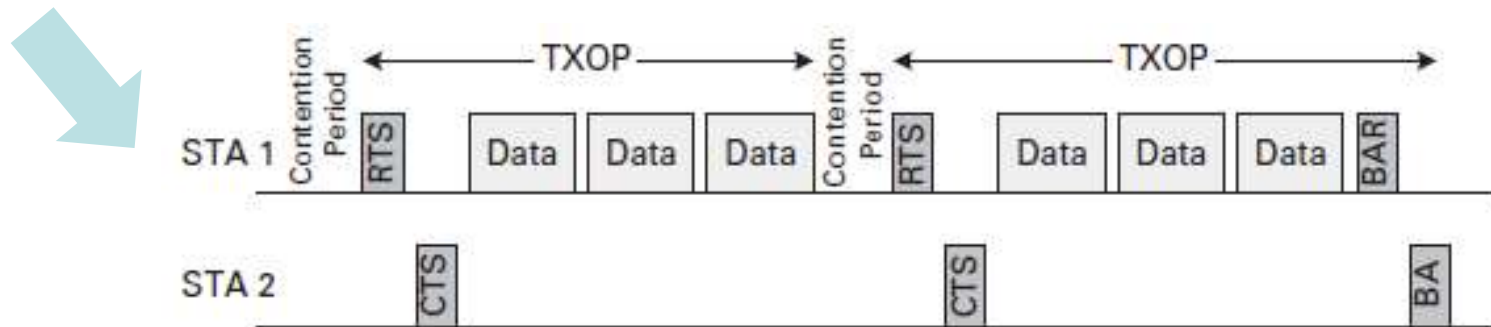 Contention Period
TXOP
Contention Period
TXOP
STA 1
RTS
Data
Data
Data
RTS
Data
Data
Data
BAR
STA 2
CTS
CTS
BA